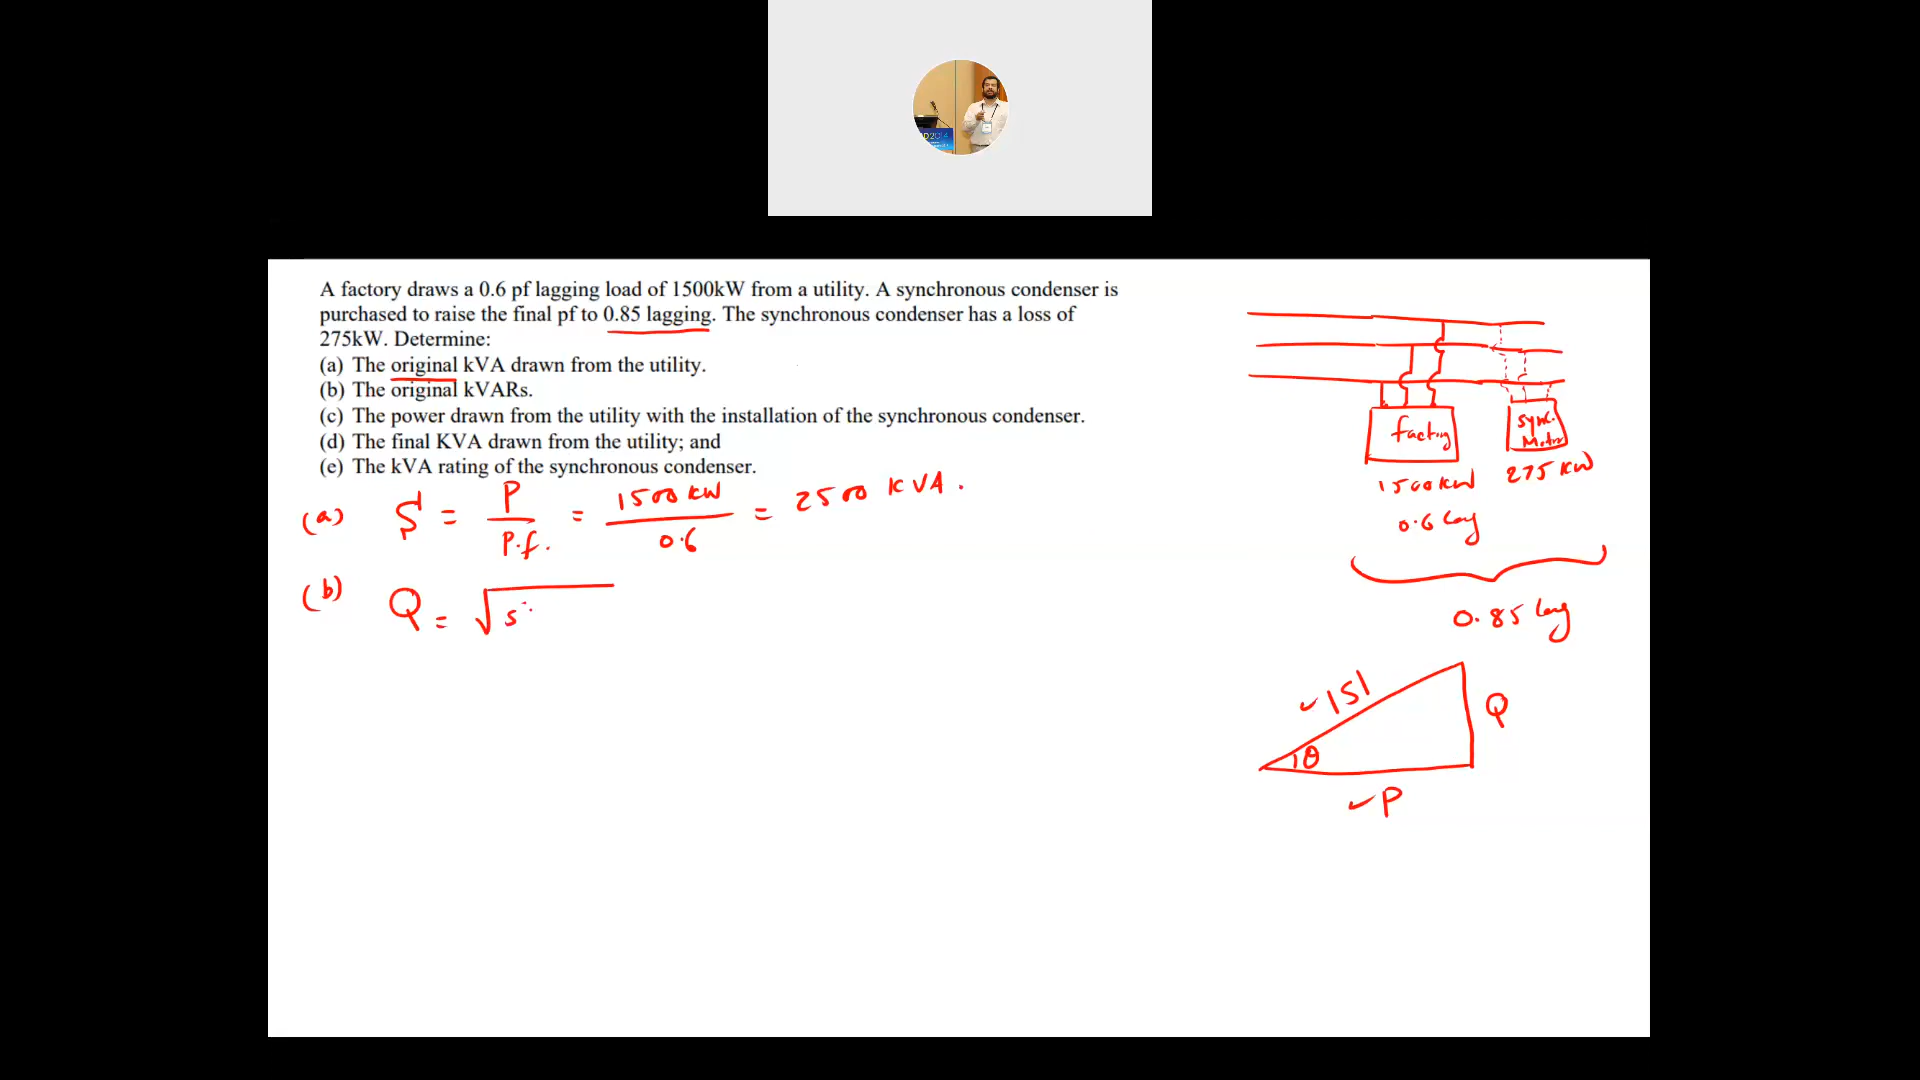 D2014
A factory draws a 0.6 pf lagging load of 1500kW from a utility. A synchronous condenser is
purchased to raise the final pf to 0.85 lagging. The synchronous condenser has a loss of
275kW. Determine:
(a) The original kVA drawn from the utility.
(b) The original kVARs.
(c) The power drawn from the utility with the installation of the synchronous condenser.
(d) The final KVA drawn from the utility; and
(e) The kVA rating of the synchronous condenser.
(a) S = P / P.f. = 1500 kW / 0.6 = 2500 KVA.
(b) Q = √s
factory
Sync. Motor
1500kW
275 kW
0.6 lag
0.85 lag
|S|
Q
θ
P